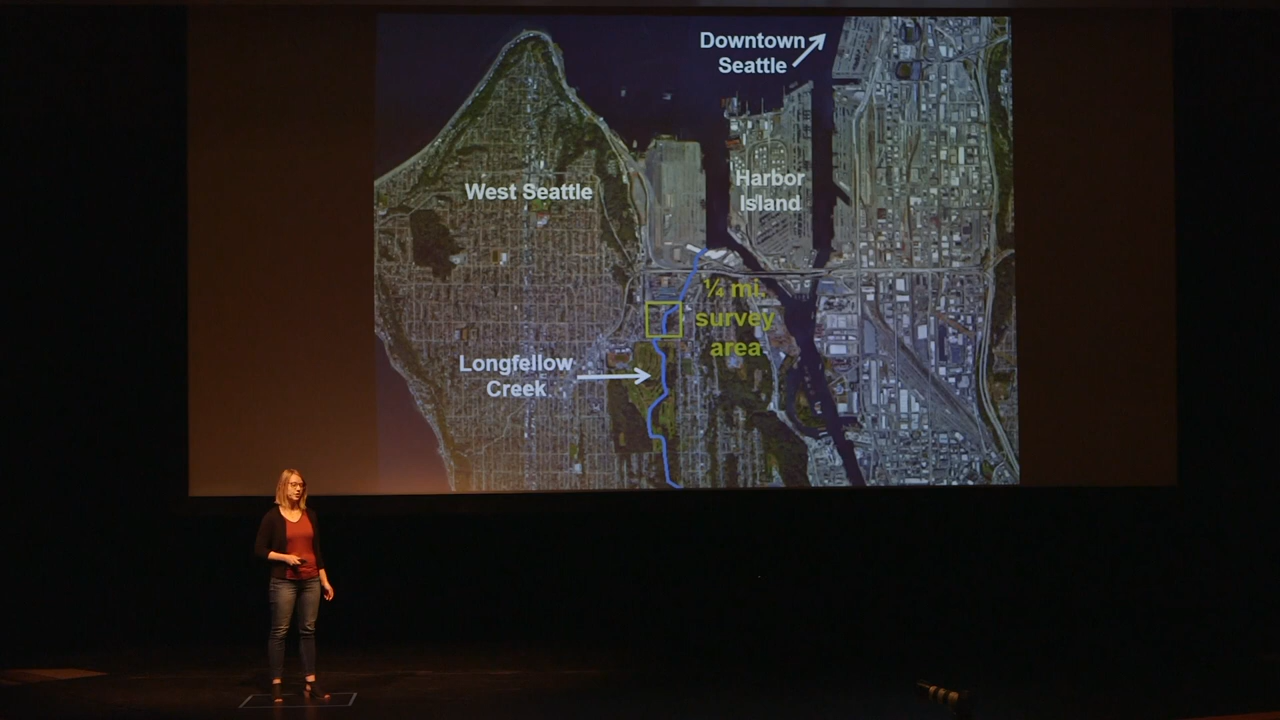 Downtown
Seattle
West Seattle
Harbor
Island
¼ mi.
survey
area
Longfellow
Creek